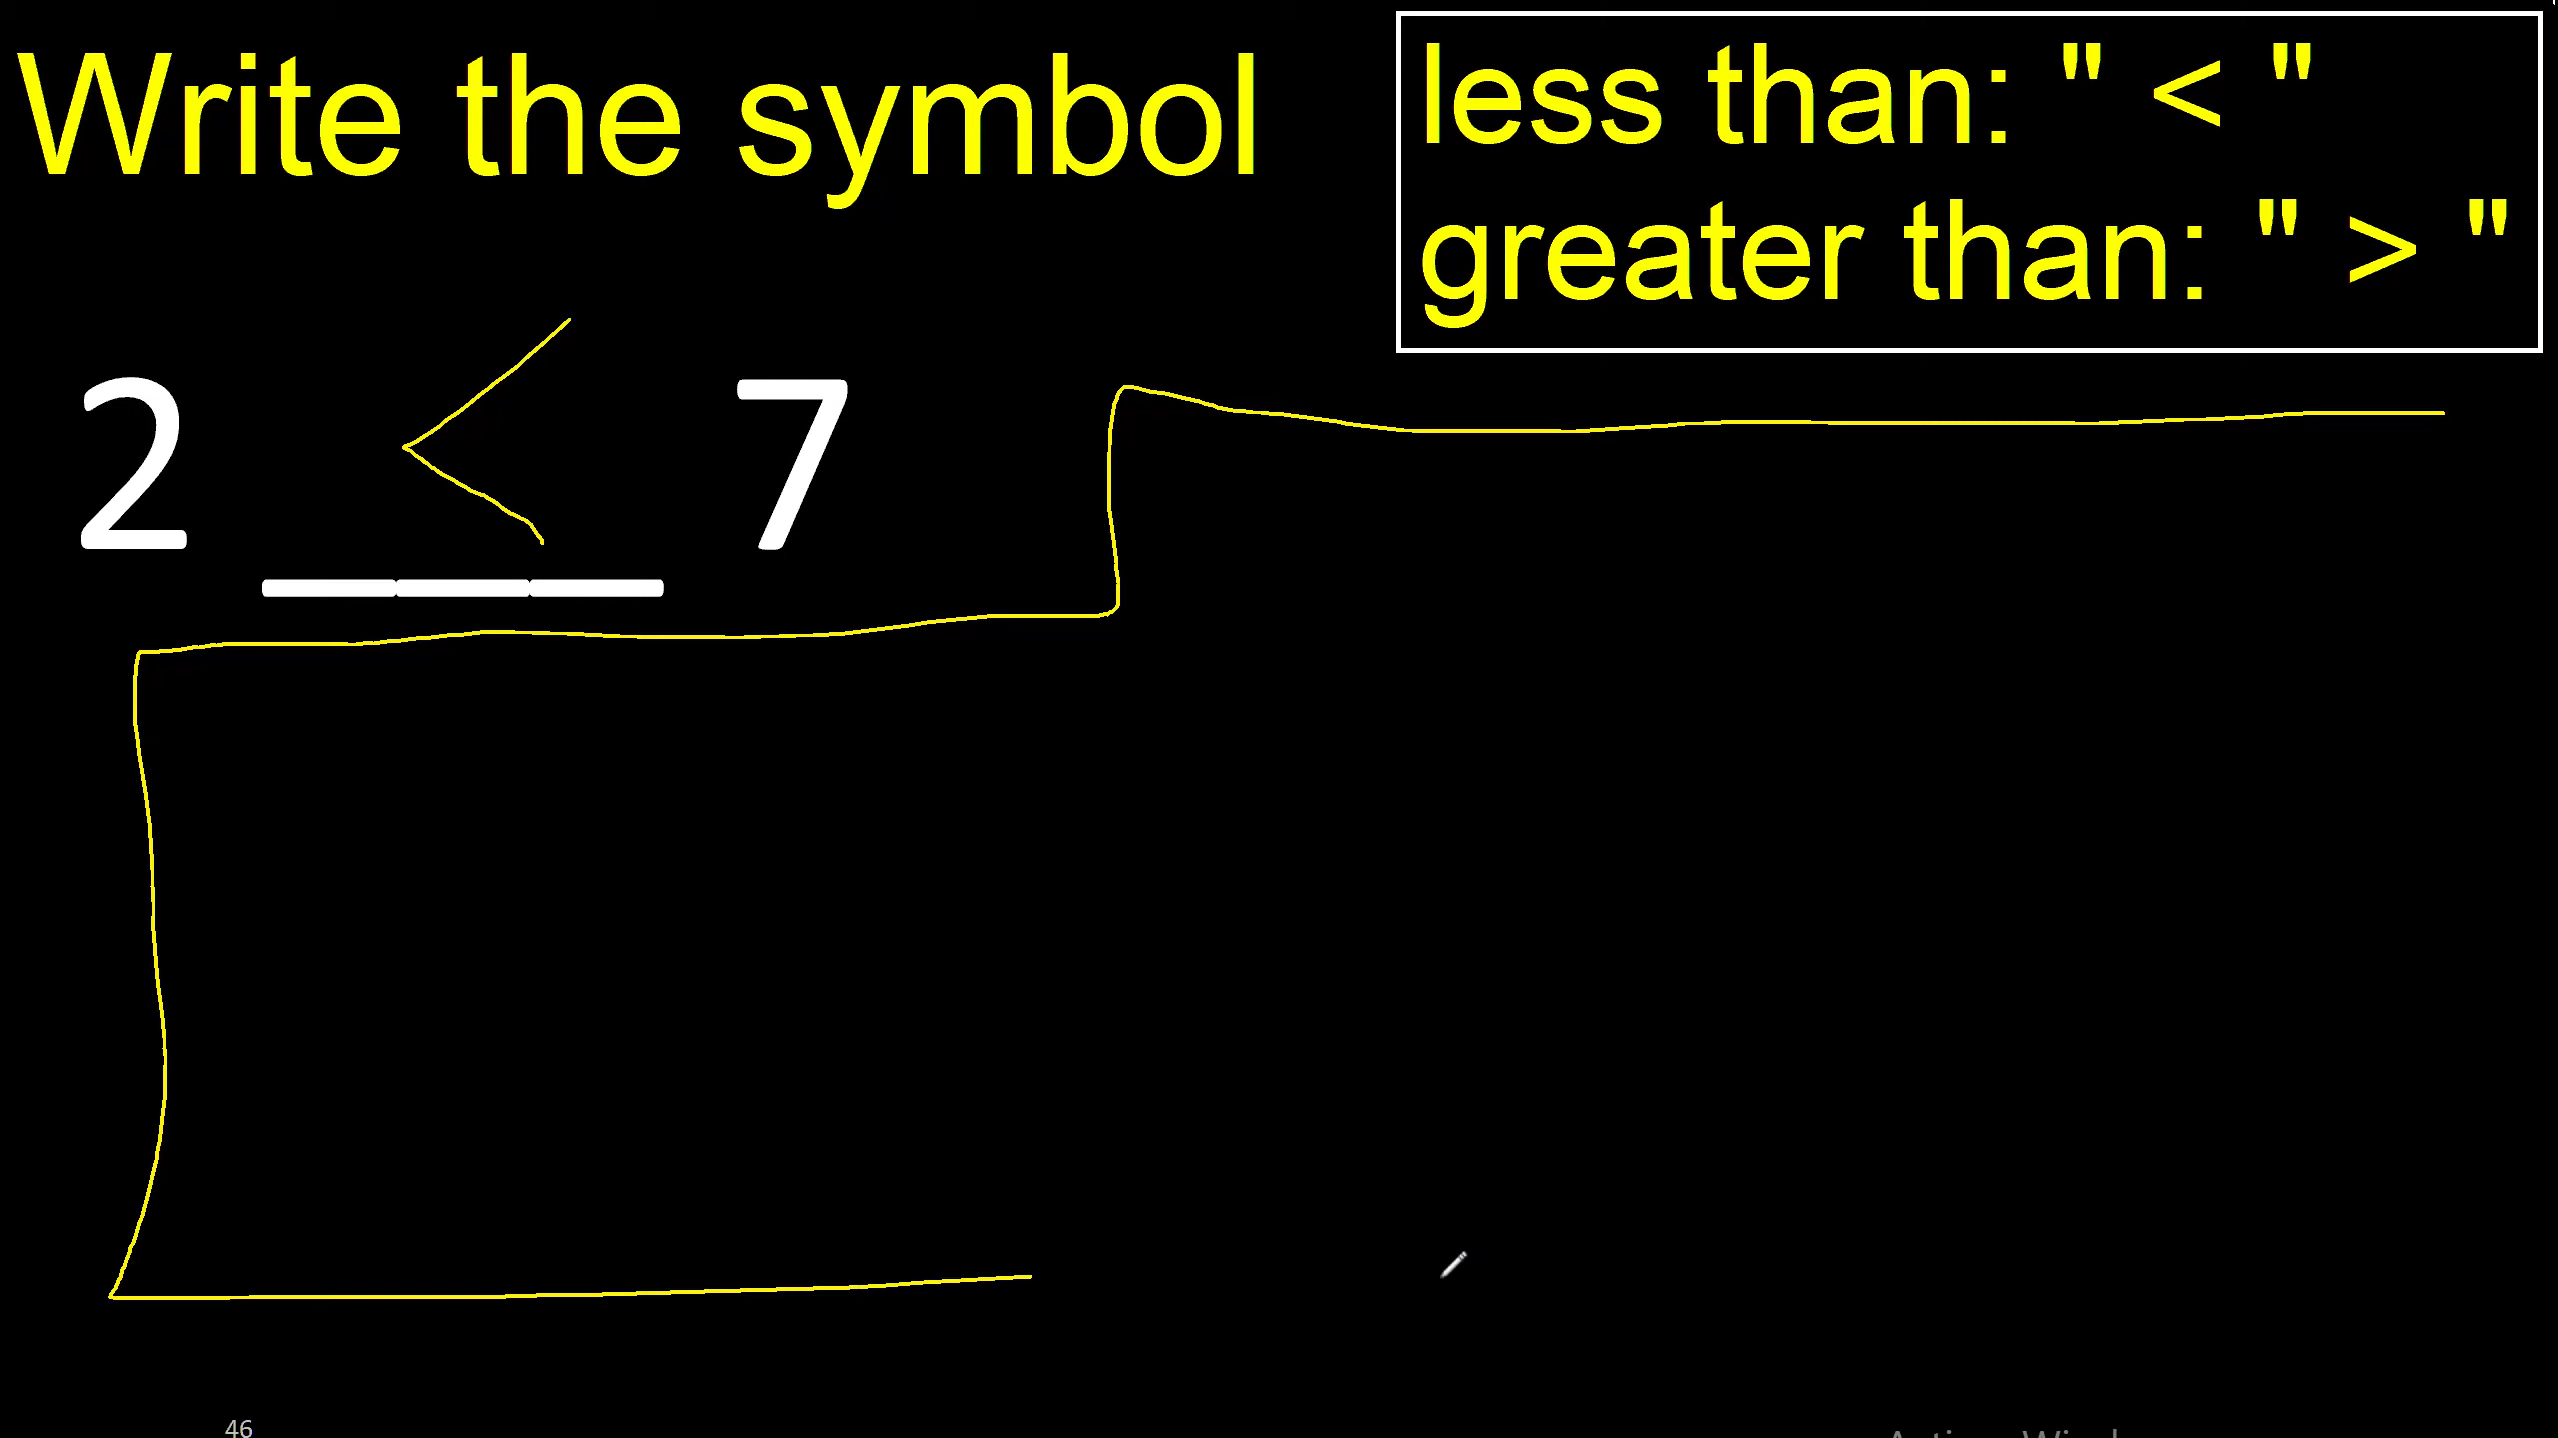 Write the symbol
less than: " < "
greater than: " > "
2 < 7
46